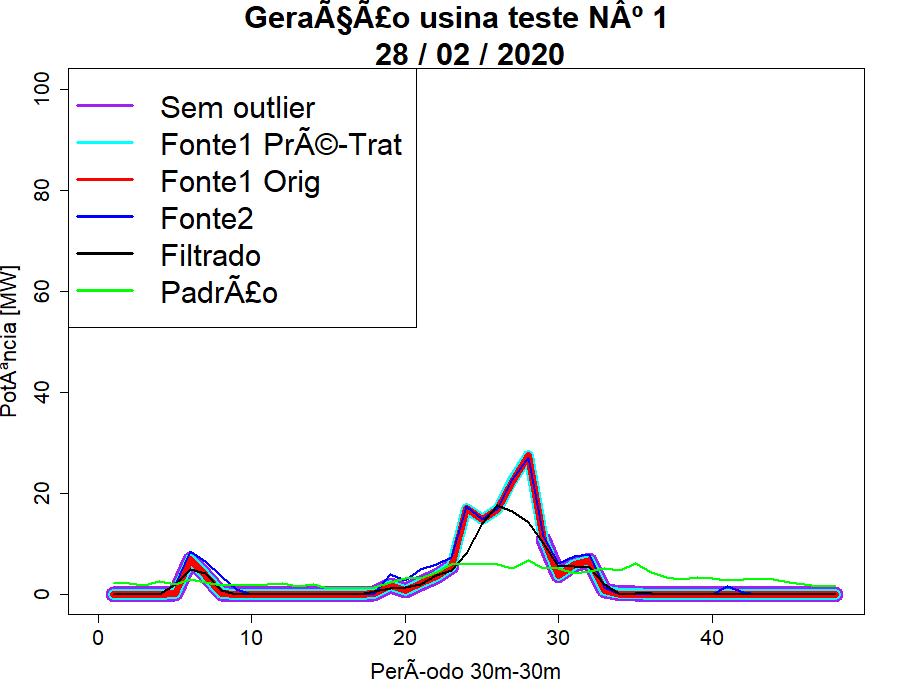 GeraÃ§Ã£o usina teste NÂº 1
28 / 02 / 2020
Sem outlier
Fonte1 PrÃ©-Trat
Fonte1 Orig
Fonte2
Filtrado
PadrÃ£o
PotÃªncia [MW]
100
80
60
40
20
0
0 10 20 30 40
PerÃ-odo 30m-30m